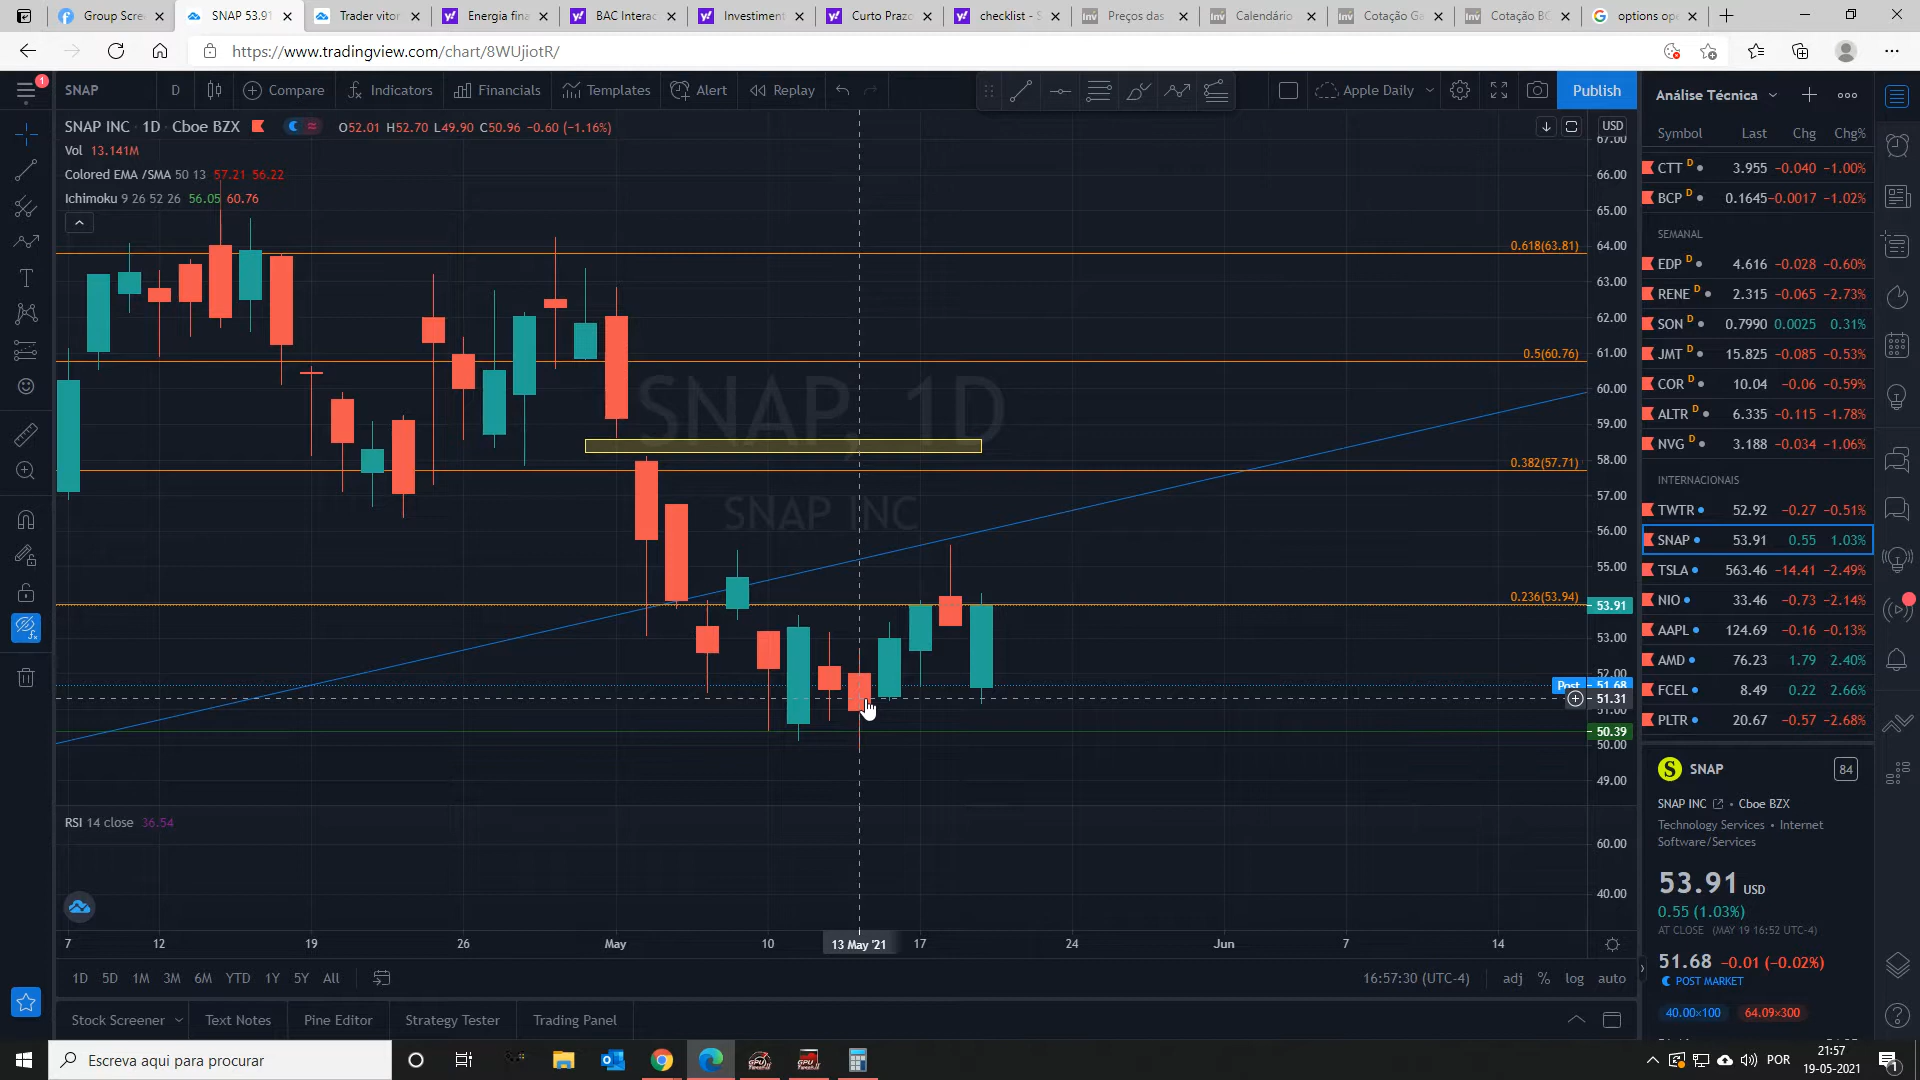 Group Scree
SNAP 53.91
Trader vitor
Energia fina
BAC Interac
Investiment
Curto Prazo
checklist - S
Preços das
Calendário
Cotação Ga
Cotação BC
options ope
https://www.tradingview.com/chart/8WUjiotR/
1
SNAP
D
Compare
Indicators
Financials
Templates
Alert
Replay
Apple Daily
Publish
Análise Técnica
SNAP INC · 1D · Cboe BZX
O52.01 H52.70 L49.90 C50.96 −0.60 (−1.16%)
Vol 13.141M
Colored EMA /SMA 50 13 57.21 56.22
Ichimoku 9 26 52 26 56.05 60.76
USD
67.00
66.00
65.00
64.00
63.00
62.00
61.00
60.00
59.00
58.00
57.00
56.00
55.00
53.91
53.00
52.00
51.68
51.31
51.00
50.39
50.00
49.00
60.00
40.00
0.618(63.81)
0.5(60.76)
0.382(57.71)
0.236(53.94)
Post
SNAP, 1D
SNAP INC
RSI 14 close 36.54
7
12
19
26
May
10
13 May '21
17
24
Jun
7
14
1D 5D 1M 3M 6M YTD 1Y 5Y All
16:57:30 (UTC-4)
adj % log auto
Stock Screener
Text Notes
Pine Editor
Strategy Tester
Trading Panel
Symbol Last Chg Chg%
CTT D 3.955 −0.040 −1.00%
BCP D 0.1645 −0.0017 −1.02%
SEMANAL
EDP D 4.616 −0.028 −0.60%
RENE D 2.315 −0.065 −2.73%
SON D 0.7990 0.0025 0.31%
JMT D 15.825 −0.085 −0.53%
COR D 10.04 −0.06 −0.59%
ALTR D 6.335 −0.115 −1.78%
NVG D 3.188 −0.034 −1.06%
INTERNACIONAIS
TWTR 52.92 −0.27 −0.51%
SNAP 53.91 0.55 1.03%
TSLA 563.46 −14.41 −2.49%
NIO 33.46 −0.73 −2.14%
AAPL 124.69 −0.16 −0.13%
AMD 76.23 1.79 2.40%
FCEL 8.49 0.22 2.66%
PLTR 20.67 −0.57 −2.68%
S SNAP 84
SNAP INC • Cboe BZX
Technology Services • Internet
Software/Services
53.91 USD
0.55 (1.03%)
AT CLOSE (MAY 19 16:52 UTC-4)
51.68 −0.01 (−0.02%)
POST MARKET
40.00×100 64.09×300
Escreva aqui para procurar
POR
21:57
19-05-2021
1